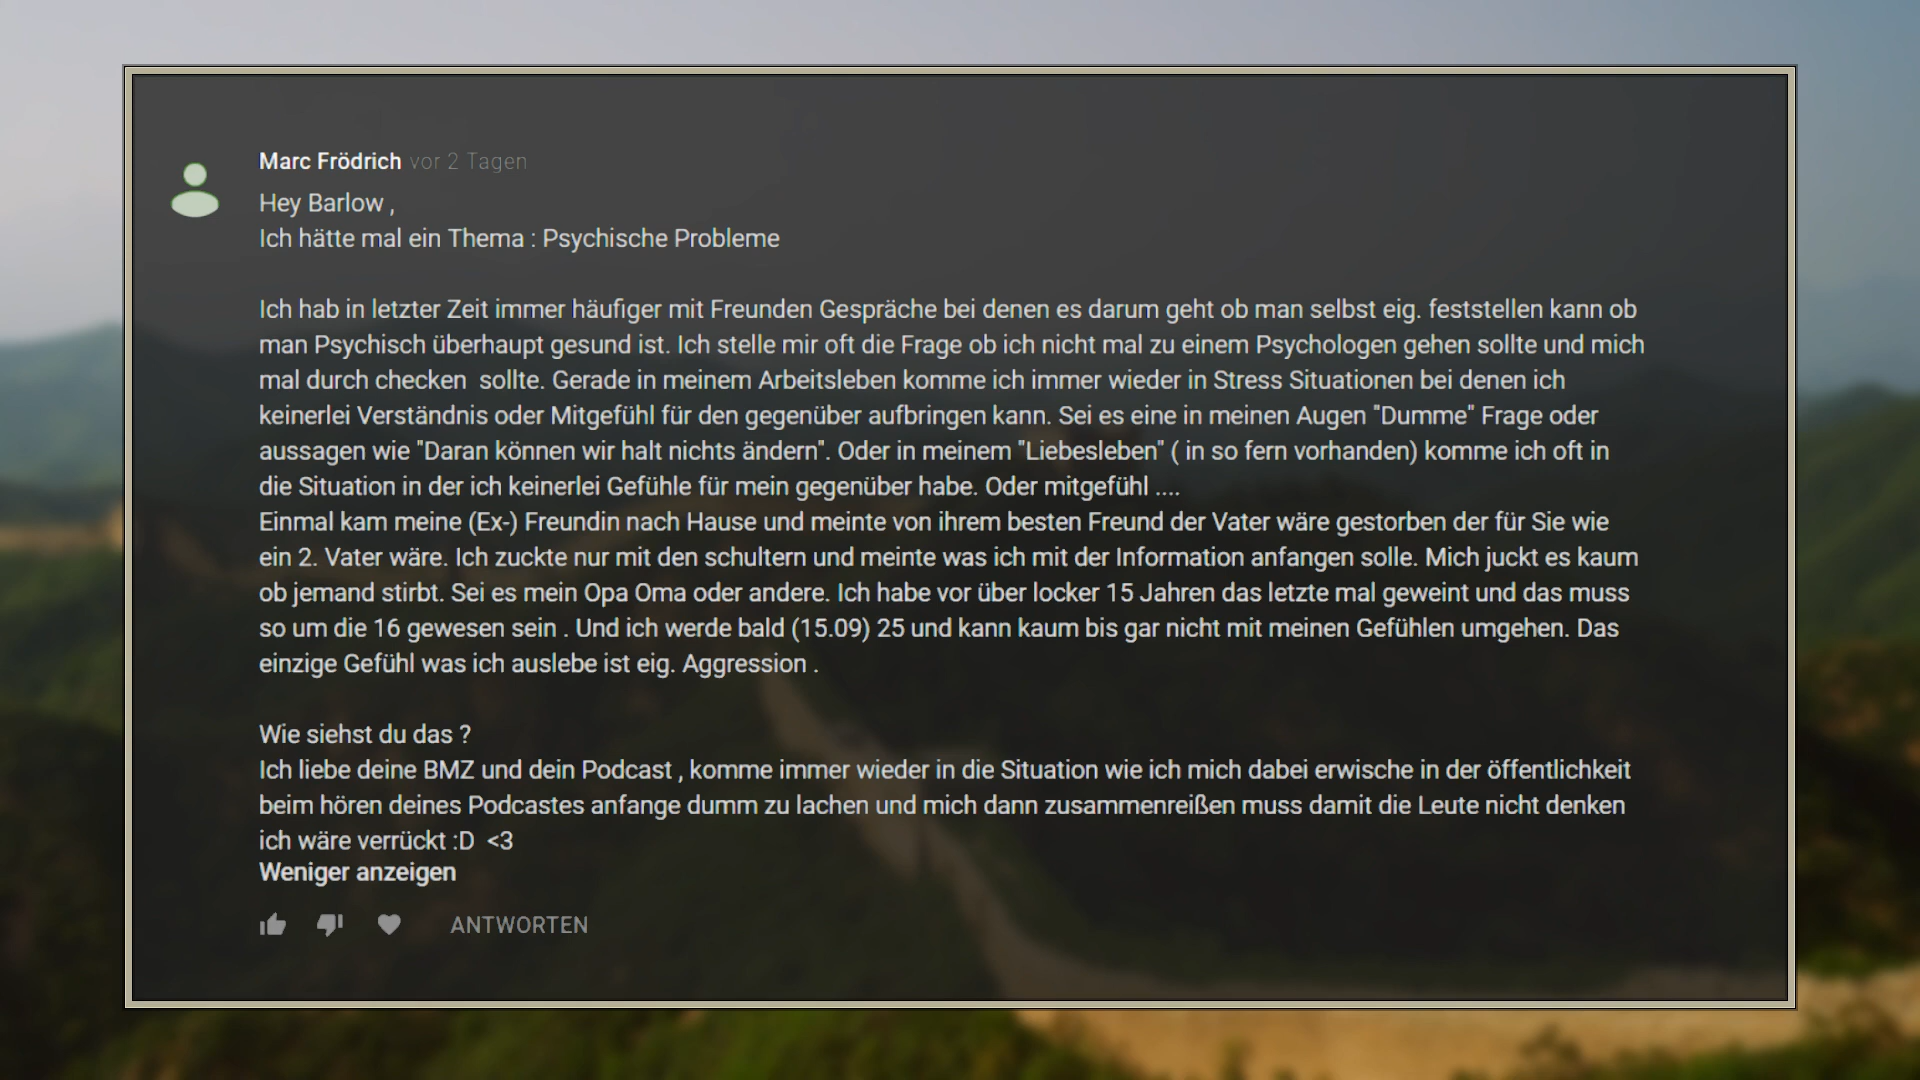 Marc Frödrich vor 2 Tagen
Hey Barlow ,
Ich hätte mal ein Thema : Psychische Probleme
Ich hab in letzter Zeit immer häufiger mit Freunden Gespräche bei denen es darum geht ob man selbst eig. feststellen kann ob
man Psychisch überhaupt gesund ist. Ich stelle mir oft die Frage ob ich nicht mal zu einem Psychologen gehen sollte und mich
mal durch checken  sollte. Gerade in meinem Arbeitsleben komme ich immer wieder in Stress Situationen bei denen ich
keinerlei Verständnis oder Mitgefühl für den gegenüber aufbringen kann. Sei es eine in meinen Augen "Dumme" Frage oder
aussagen wie "Daran können wir halt nichts ändern". Oder in meinem "Liebesleben" ( in so fern vorhanden) komme ich oft in
die Situation in der ich keinerlei Gefühle für mein gegenüber habe. Oder mitgefühl ....
Einmal kam meine (Ex-) Freundin nach Hause und meinte von ihrem besten Freund der Vater wäre gestorben der für Sie wie
ein 2. Vater wäre. Ich zuckte nur mit den schultern und meinte was ich mit der Information anfangen solle. Mich juckt es kaum
ob jemand stirbt. Sei es mein Opa Oma oder andere. Ich habe vor über locker 15 Jahren das letzte mal geweint und das muss
so um die 16 gewesen sein . Und ich werde bald (15.09) 25 und kann kaum bis gar nicht mit meinen Gefühlen umgehen. Das
einzige Gefühl was ich auslebe ist eig. Aggression .
Wie siehst du das ?
Ich liebe deine BMZ und dein Podcast , komme immer wieder in die Situation wie ich mich dabei erwische in der öffentlichkeit
beim hören deines Podcastes anfange dumm zu lachen und mich dann zusammenreißen muss damit die Leute nicht denken
ich wäre verrückt :D  <3
Weniger anzeigen
ANTWORTEN